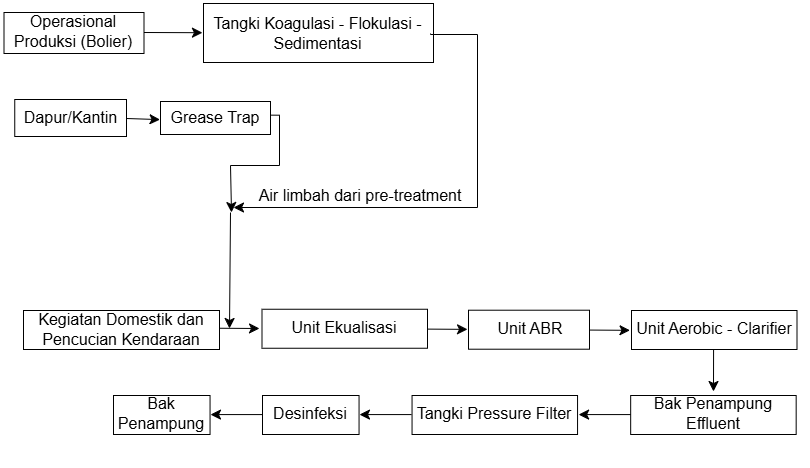 Operasional
Produksi (Bolier)
Tangki Koagulasi - Flokulasi -
Sedimentasi
Dapur/Kantin
Grease Trap
Air limbah dari pre-treatment
Kegiatan Domestik dan
Pencucian Kendaraan
Unit Ekualisasi
Unit ABR
Unit Aerobic - Clarifier
Bak Penampung
Effluent
Tangki Pressure Filter
Desinfeksi
Bak
Penampung